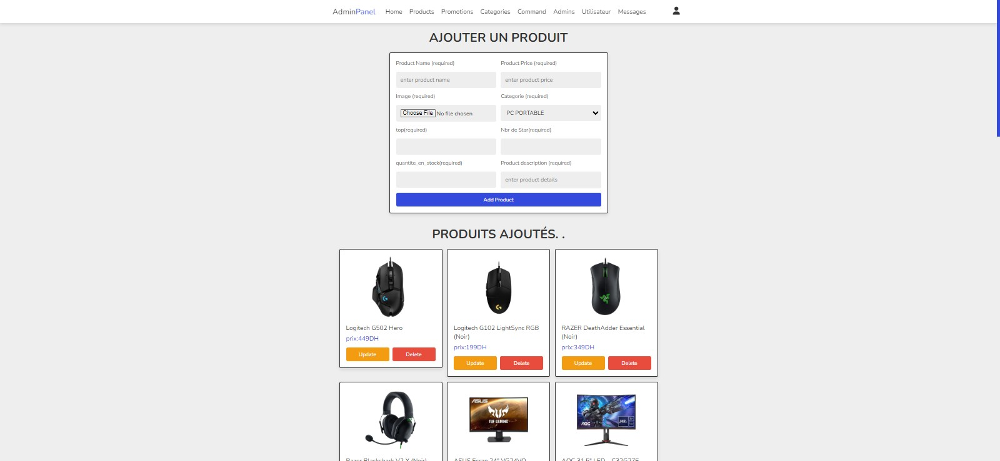 AdminPanel Home Products Promotions Categories Command Admins Utilisateur Messages
AJOUTER UN PRODUIT
Product Name (required) Product Price (required)
enter product name enter product price
Image (required) Categorie (required)
Choose File No file chosen PC PORTABLE
top(required) Nbr de Star(required)
quantite_en_stock(required) Product description (required)
enter product details
Add Product
PRODUITS AJOUTÉS. .
Logitech G502 Hero
prix:449DH
Update Delete
Logitech G102 LightSync RGB
(Noir)
prix:199DH
Update Delete
RAZER DeathAdder Essential
(Noir)
prix:349DH
Update Delete
Razer Blackshark V2 X (Noir)
ASUS
TUF GAMING
ASUS Ecran 24" VG24VQ
AOC
AOC 31.5" LED - C32G2ZE